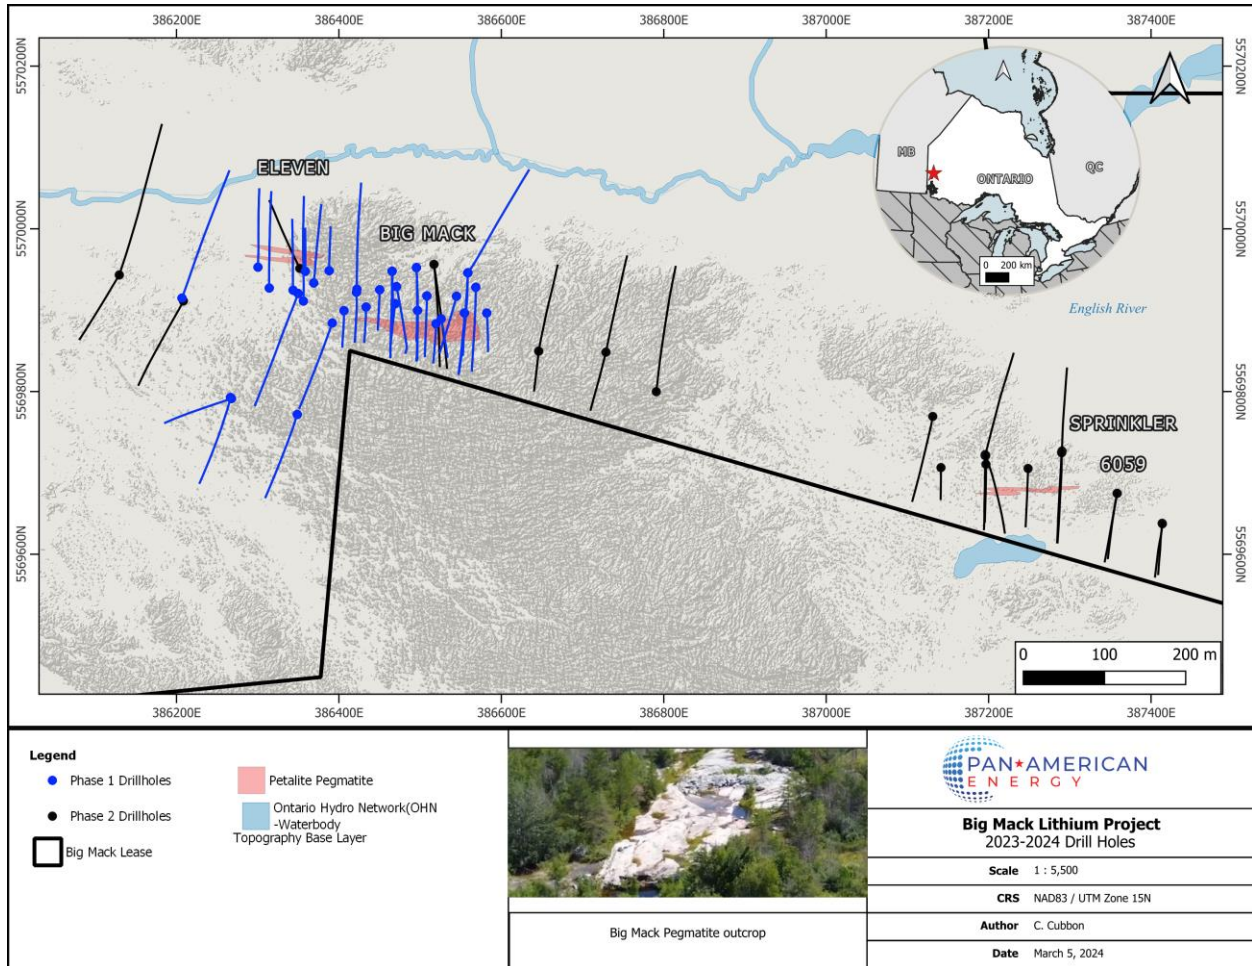 386200E
386400E
386600E
386800E
387000E
387200E
387400E
5570200N
5570200N
ELEVEN
BIG MACK
MB
ONTARIO
QC
0 200 km
English River
5570000N
5570000N
5569800N
5569800N
SPRINKLER
6059
5569600N
5569600N
0 100 200 m
386200E
386400E
386600E
386800E
387000E
387200E
387400E
Legend
Phase 1 Drillholes
Phase 2 Drillholes
Big Mack Lease
Petalite Pegmatite
Ontario Hydro Network(OHN
-Waterbody
Topography Base Layer
Big Mack Pegmatite outcrop
PAN★AMERICAN
ENERGY
Big Mack Lithium Project
2023-2024 Drill Holes
Scale 1 : 5,500
CRS NAD83 / UTM Zone 15N
Author C. Cubbon
Date March 5, 2024